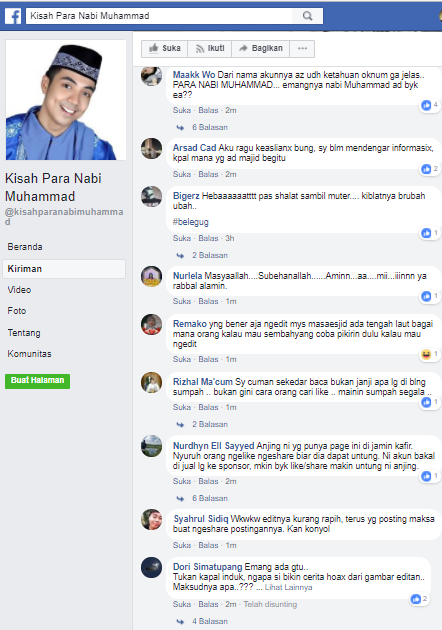 Kisah Para Nabi Muhammad
Kisah Para Nabi
Muhammad
@kisahparanabimuhamma
d
Beranda
Kiriman
Video
Foto
Tentang
Komunitas
Buat Halaman
Suka Ikuti Bagikan ...
Maakk Wo Dari nama akunnya az udh ketahuan oknum ga jelas..
PARA NABI MUHAMMAD... emangnya nabi Muhammad ad byk
ea??
4
Suka · Balas · 2m
6 Balasan
Arsad Cad Aku ragu keaslianx bung, sy blm mendengar informasix,
kpal mana yg ad majid begitu
2
Suka · Balas · 2m
Bigerz Hebaaaaaatttt pas shalat sambil muter.... kiblatnya brubah
ubah..
#belegug
1
Suka · Balas · 3h
2 Balasan
Nurlela Masyaallah....Subehanallah......Aminn...aa....mii...iiinnn ya
rabbal alamin.
1
Suka · Balas · 1m
Remako yng bener aja ngedit mys masaesjid ada tengah laut bagai
mana orang kalau mau sembahyang coba pikirin dulu kalau mau
ngedit
1
Suka · Balas · 1m
Rizhal Ma'cum Sy cuman sekedar baca bukan janji apa lg di blng
sumpah .. bukan gini cara orang cari like .. mainin sumpah segala ..
1
Suka · Balas · 1m
2 Balasan
Nurdhyn Ell Sayyed Anjing ni yg punya page ini di jamin kafir.
Nyuruh orang ngelike ngeshare biar dia dapat untung. Ni akun bakal
di jual lg ke sponsor, mkin byk like/share makin untung ni anjing.
1
Suka · Balas · 2m
6 Balasan
Syahrul Sidiq Wkwkw editnya kurang rapih, terus yg posting maksa
buat ngeshare postingannya. Kan konyol
Suka · Balas · 1m
Dori Simatupang Emang ada gtu..
Tukan kapal induk, ngapa si bikin cerita hoax dari gambar editan..
Maksudnya apa..??? ... Lihat Lainnya
2
Suka · Balas · 2m · Telah disunting
4 Balasan